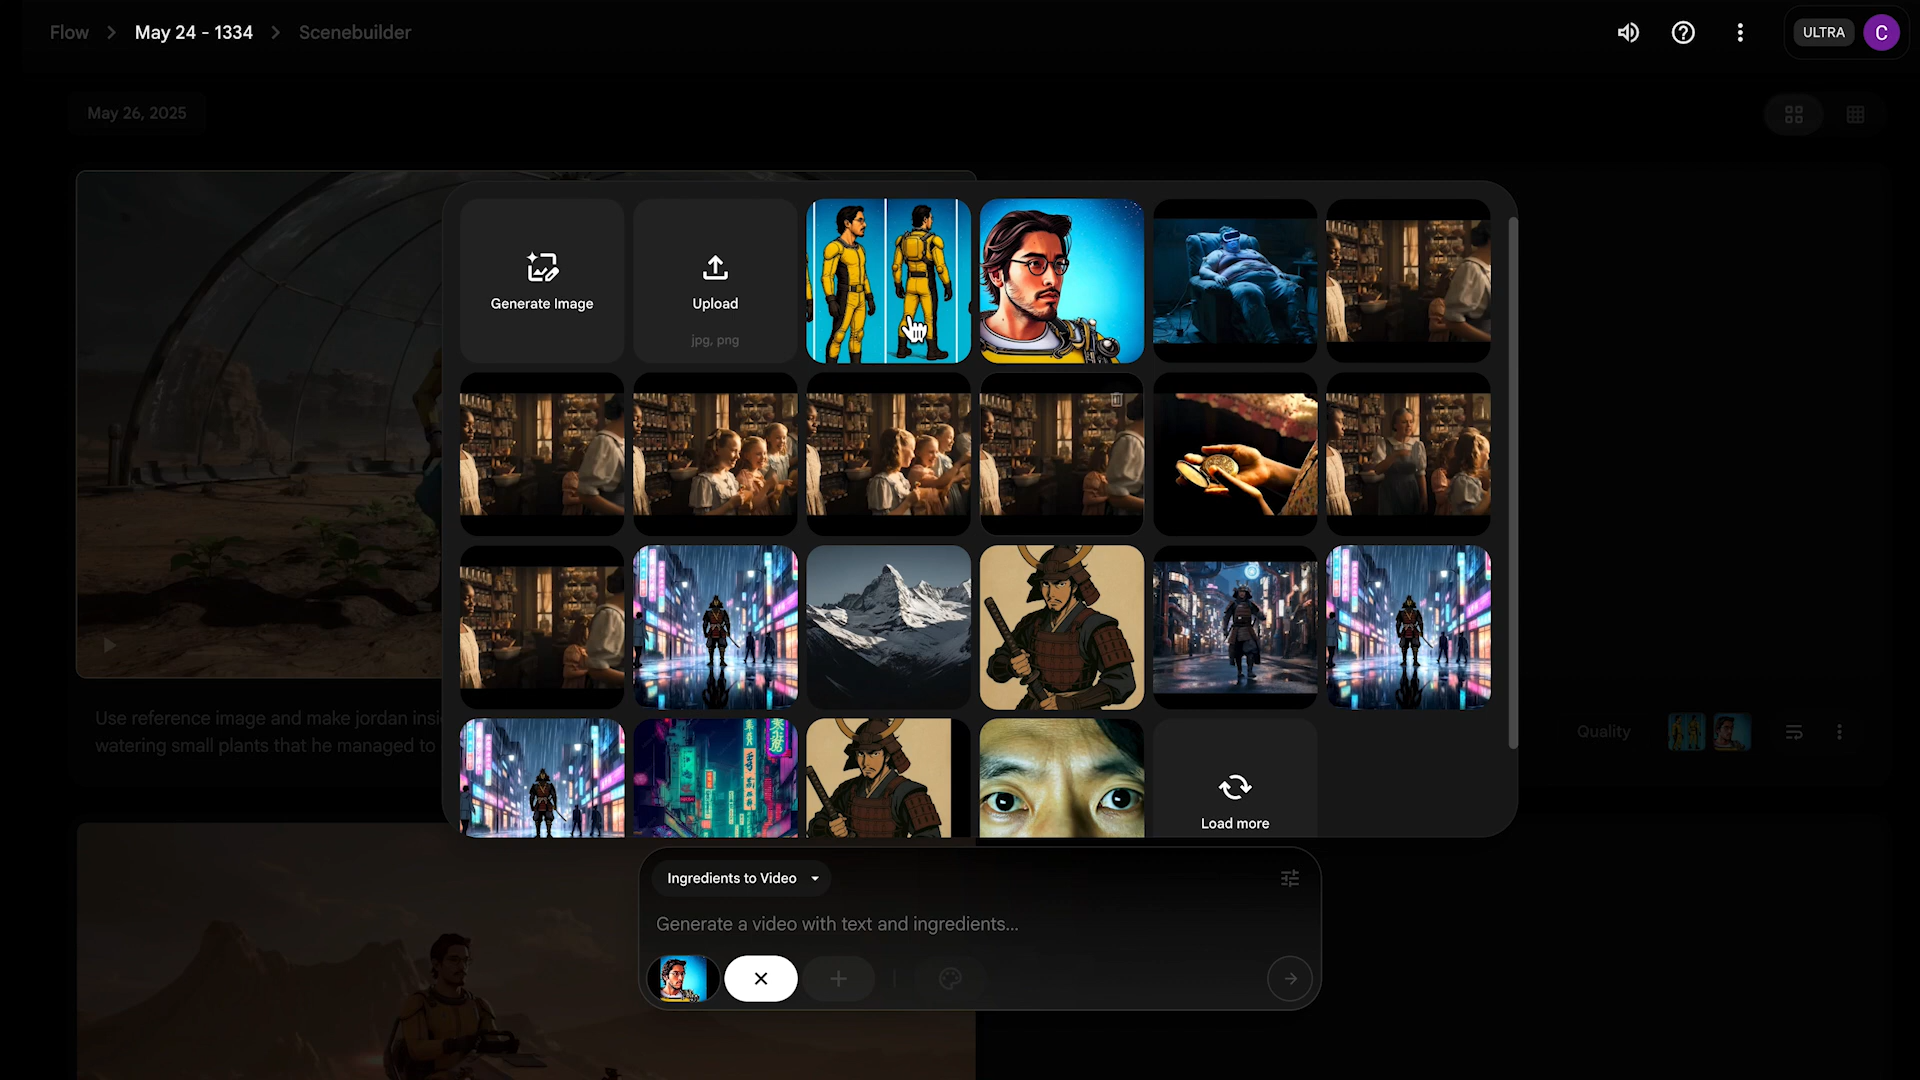 Flow > May 24 - 1334 > Scenebuilder
ULTRA
C
May 26, 2025
Generate Image
Upload
jpg, png
Load more
Use reference image and make jordan insi
watering small plants that he managed to
Quality
Ingredients to Video
Generate a video with text and ingredients...